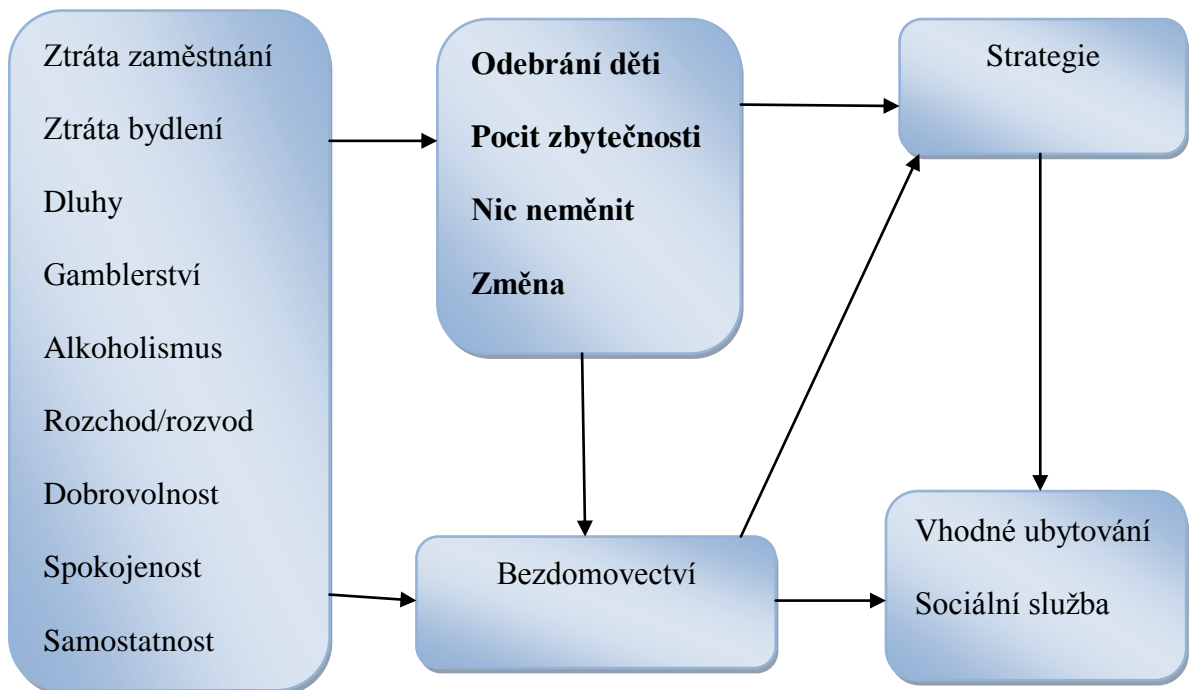 Ztráta zaměstnání
Ztráta bydlení
Dluhy
Gamblerství
Alkoholismus
Rozchod/rozvod
Dobrovolnost
Spokojenost
Samostatnost
Odebrání děti
Pocit zbytečnosti
Nic neměnit
Změna
Bezdomovectví
Strategie
Vhodné ubytování
Sociální služba